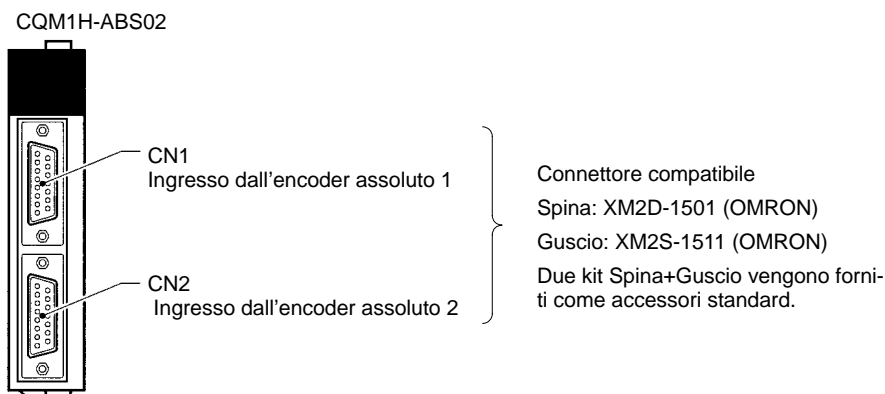 CQM1H-ABS02
CN1
Ingresso dall'encoder assoluto 1
CN2
Ingresso dall'encoder assoluto 2
Connettore compatibile
Spina: XM2D-1501 (OMRON)
Guscio: XM2S-1511 (OMRON)
Due kit Spina+Guscio vengono forni-
ti come accessori standard.